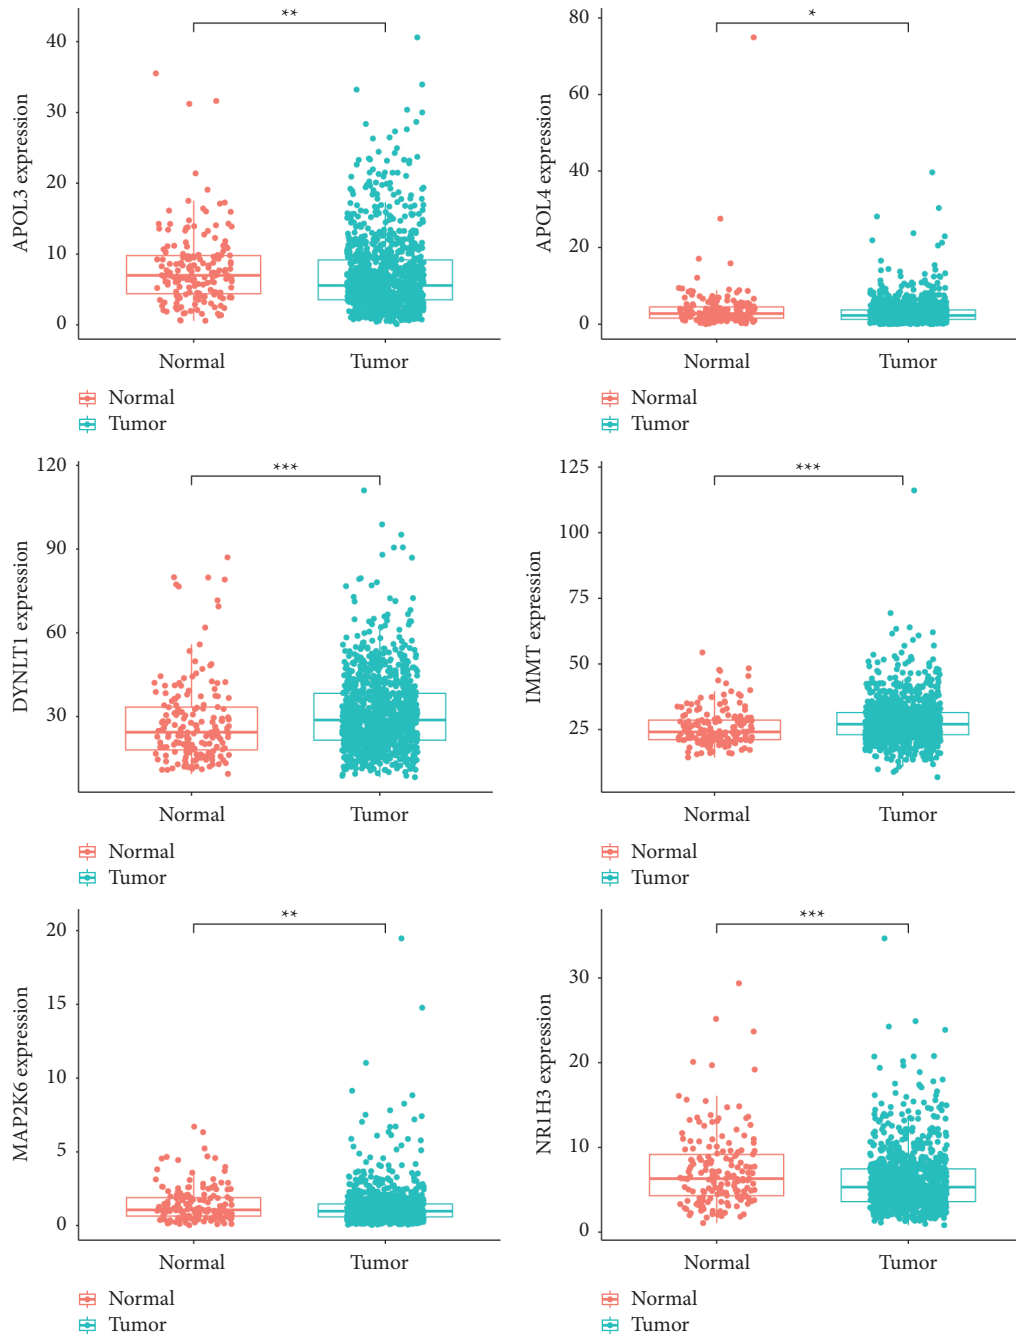 **
40
30
20
10
0
APOL3 expression
Normal Tumor
Normal
Tumor
*
80
60
40
20
0
APOL4 expression
Normal Tumor
Normal
Tumor
***
120
90
60
30
DYNLT1 expression
Normal Tumor
Normal
Tumor
***
125
100
75
50
25
IMMT expression
Normal Tumor
Normal
Tumor
**
20
15
10
5
0
MAP2K6 expression
Normal Tumor
Normal
Tumor
***
30
20
10
0
NR1H3 expression
Normal Tumor
Normal
Tumor